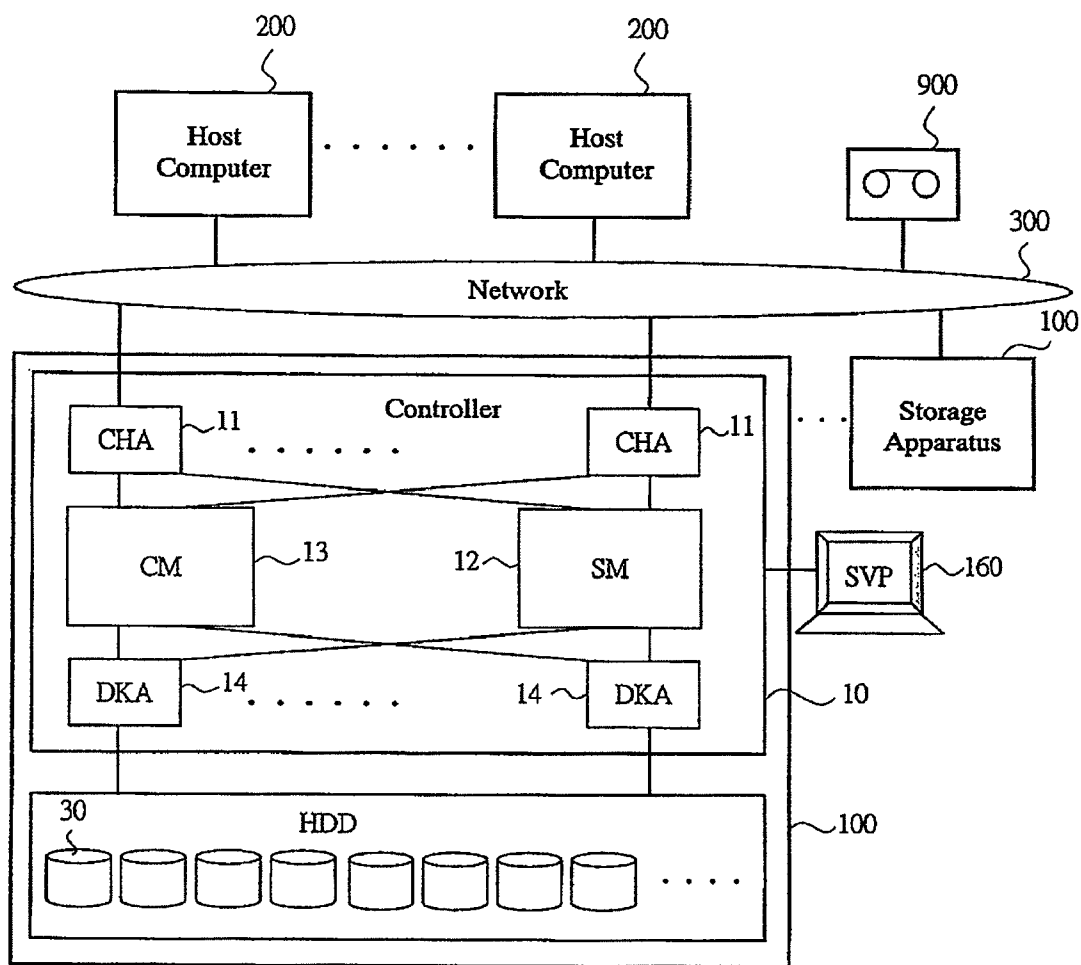 200
200
900
Host
Computer
. . . . . .
Host
Computer
300
Network
100
Controller
CHA
11
. . . . . .
CHA
11
. . .
Storage
Apparatus
CM
13
12
SM
SVP
160
DKA
14
. . . . . .
14
DKA
10
30
HDD
100
. . . .